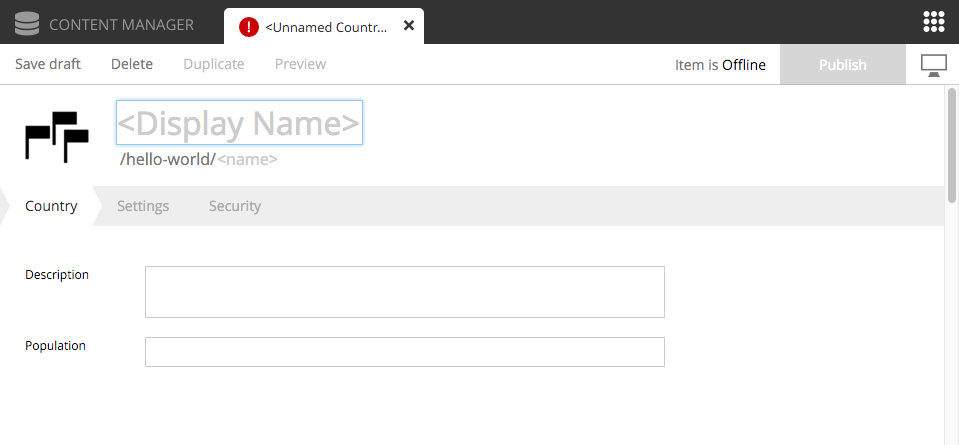 CONTENT MANAGER
<Unnamed Countr...
Save draft Delete Duplicate Preview Item is Offline Publish
<Display Name>
/hello-world/<name>
Country Settings Security
Description
Population